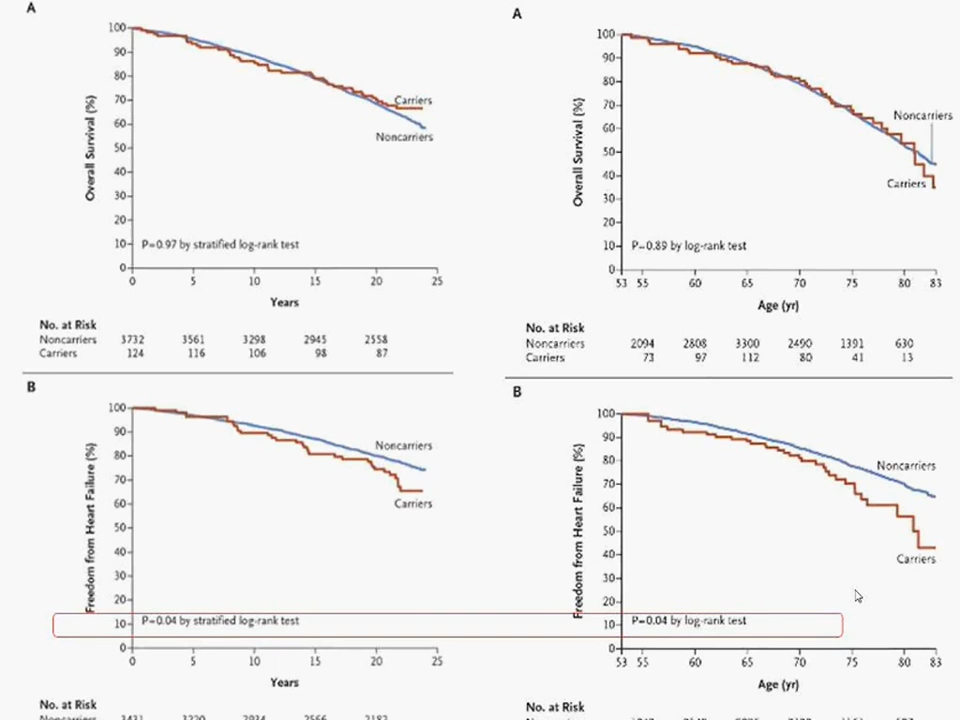 A
Overall Survival (%)
100
90
80
70
60
50
40
30
20
10
0
Carriers
Noncarriers
P=0.97 by stratified log-rank test
0 5 10 15 20 25
Years
No. at Risk
Noncarriers 3732 3561 3298 2945 2558
Carriers 124 116 106 98 87
B
Freedom from Heart Failure (%)
100
90
80
70
60
50
40
30
20
10
0
Noncarriers
Carriers
P=0.04 by stratified log-rank test
0 5 10 15 20 25
Years
No. at Risk
A
Overall Survival (%)
100
90
80
70
60
50
40
30
20
10
0
Noncarriers
Carriers
P=0.89 by log-rank test
53 55 60 65 70 75 80 83
Age (yr)
No. at Risk
Noncarriers 2094 2808 3300 2490 1391 630
Carriers 73 97 112 80 41 13
B
Freedom from Heart Failure (%)
100
90
80
70
60
50
40
30
20
10
0
Noncarriers
Carriers
P=0.04 by log-rank test
53 55 60 65 70 75 80 83
Age (yr)
No. at Risk